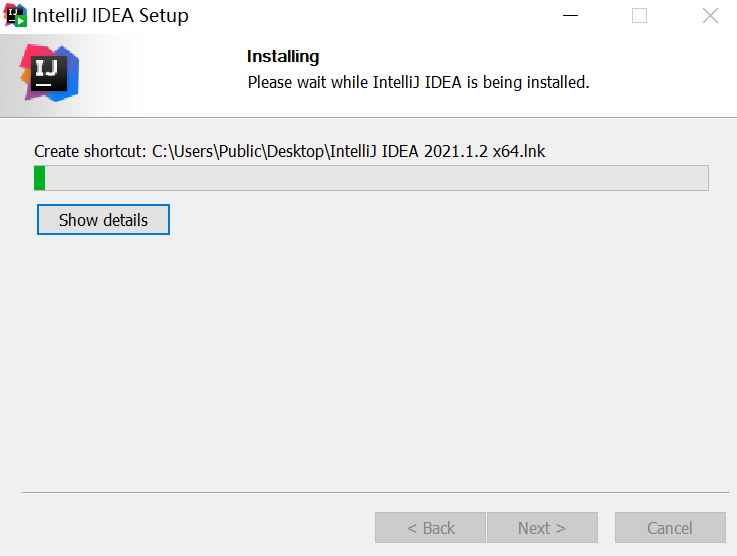 IntelliJ IDEA Setup
IJ
Installing
Please wait while IntelliJ IDEA is being installed.
Create shortcut: C:\Users\Public\Desktop\IntelliJ IDEA 2021.1.2 x64.lnk
Show details
< Back
Next >
Cancel